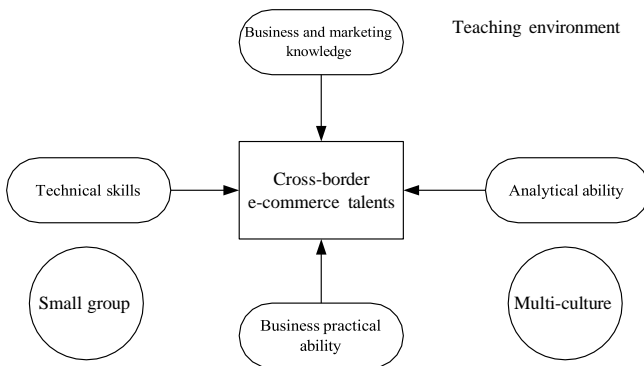 Business and marketing
knowledge
Teaching environment
Technical skills
Cross-border
e-commerce talents
Analytical ability
Small group
Business practical
ability
Multi-culture